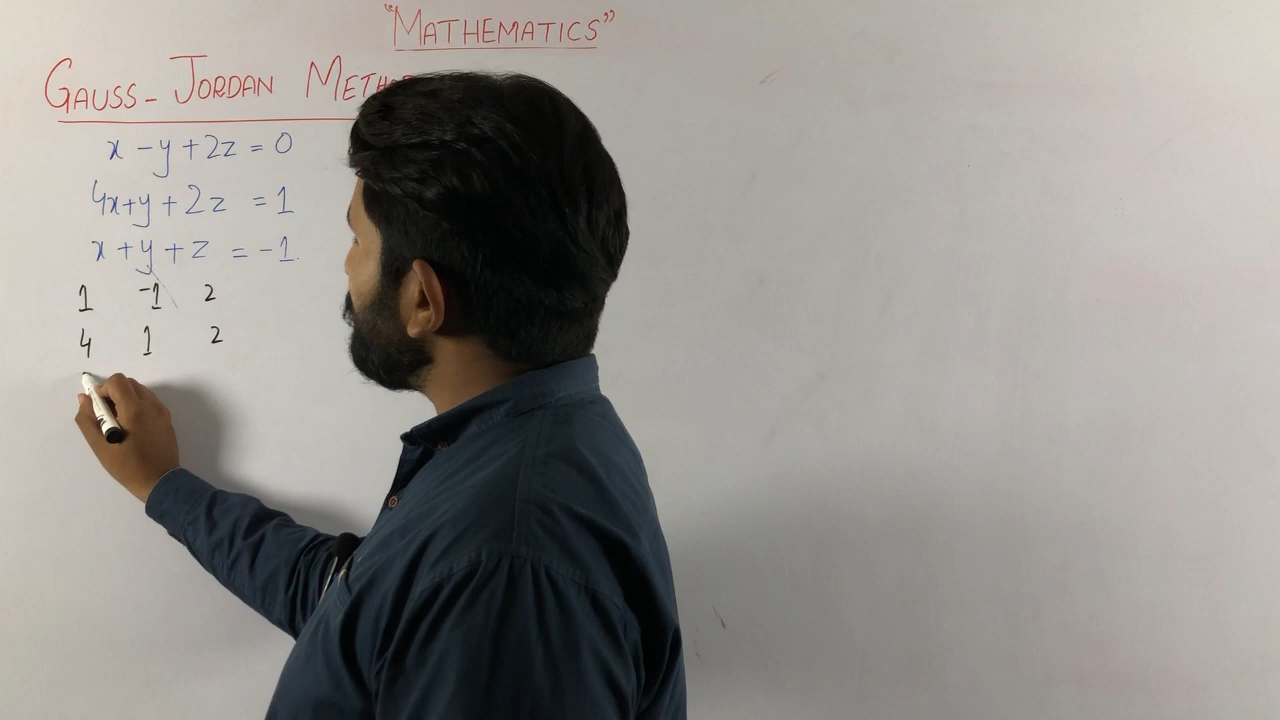 "MATHEMATICS"
GAUSS-JORDAN
x - y + 2z = 0
4x + y + 2z = 1
x + y + z = -1.
1 -1 2
4 1 2